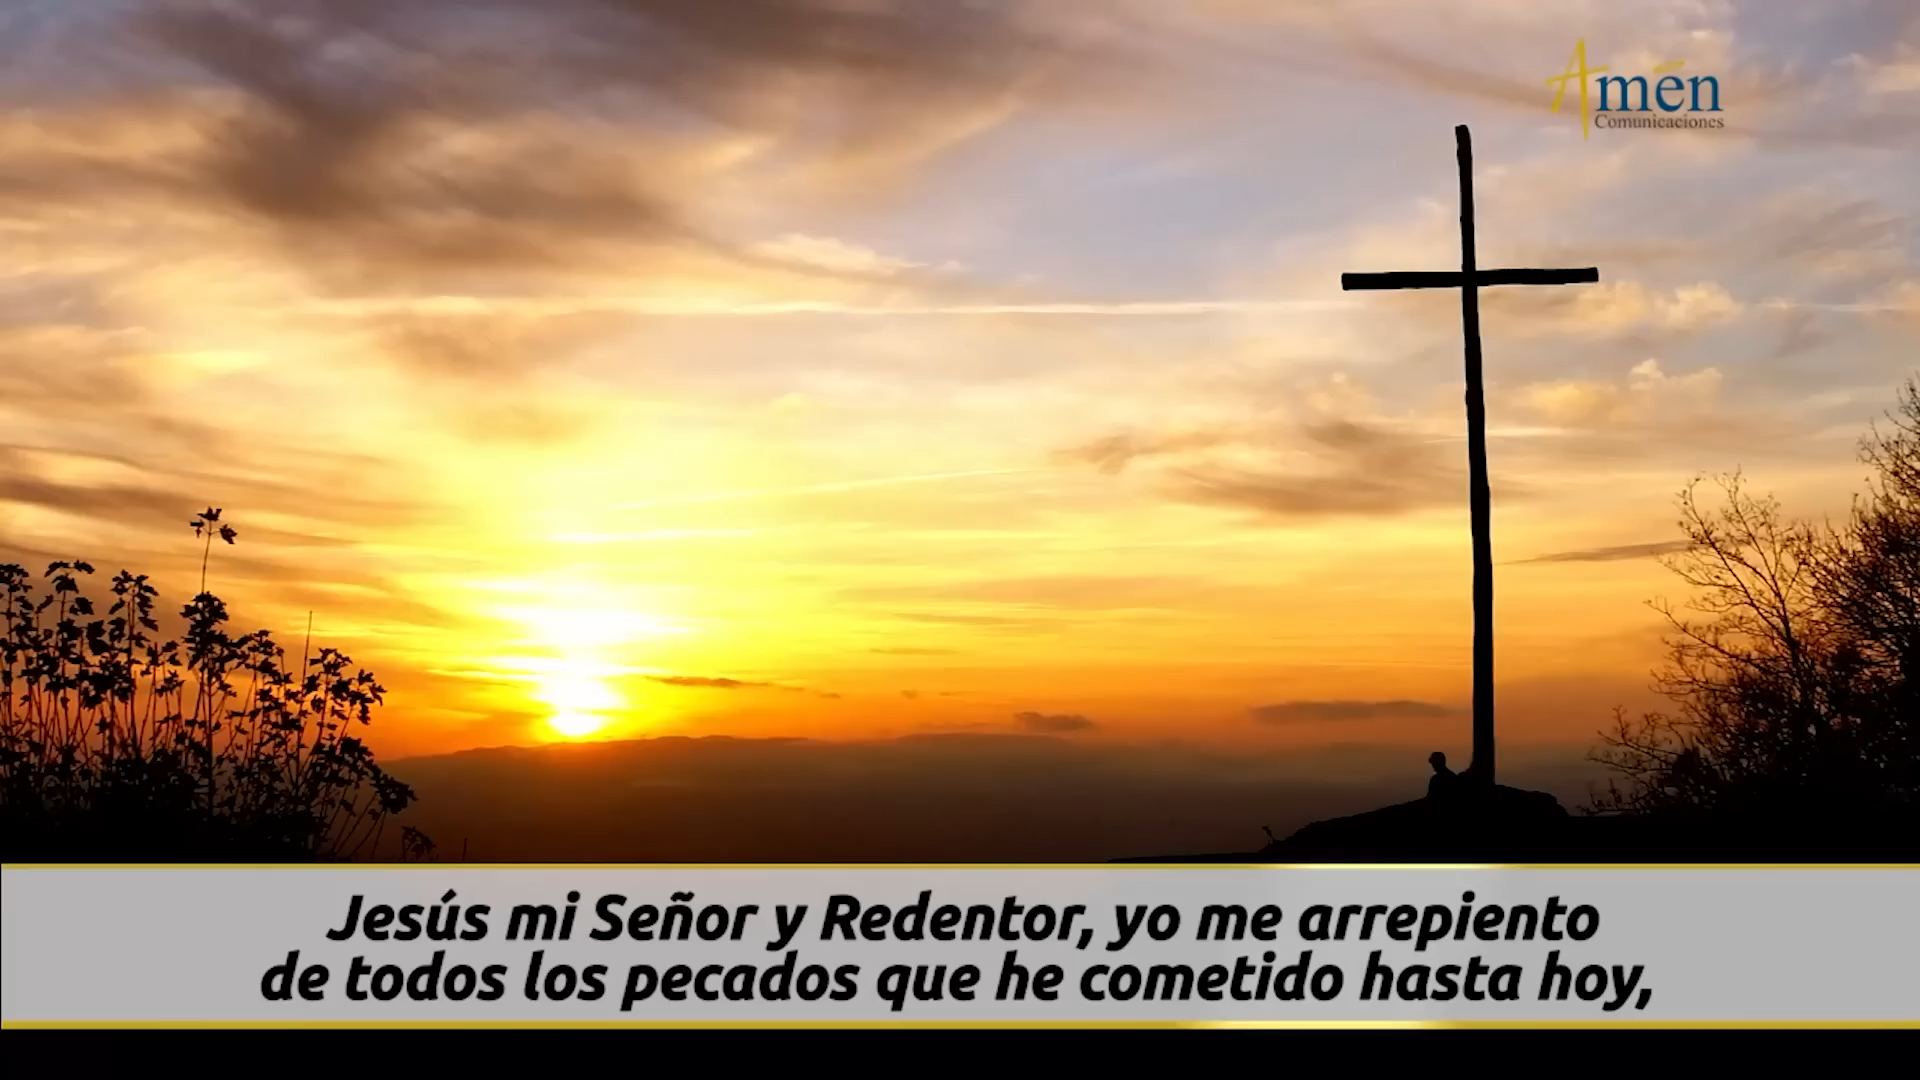 Amén
Comunicaciones
Jesús mi Señor y Redentor, yo me arrepiento
de todos los pecados que he cometido hasta hoy,